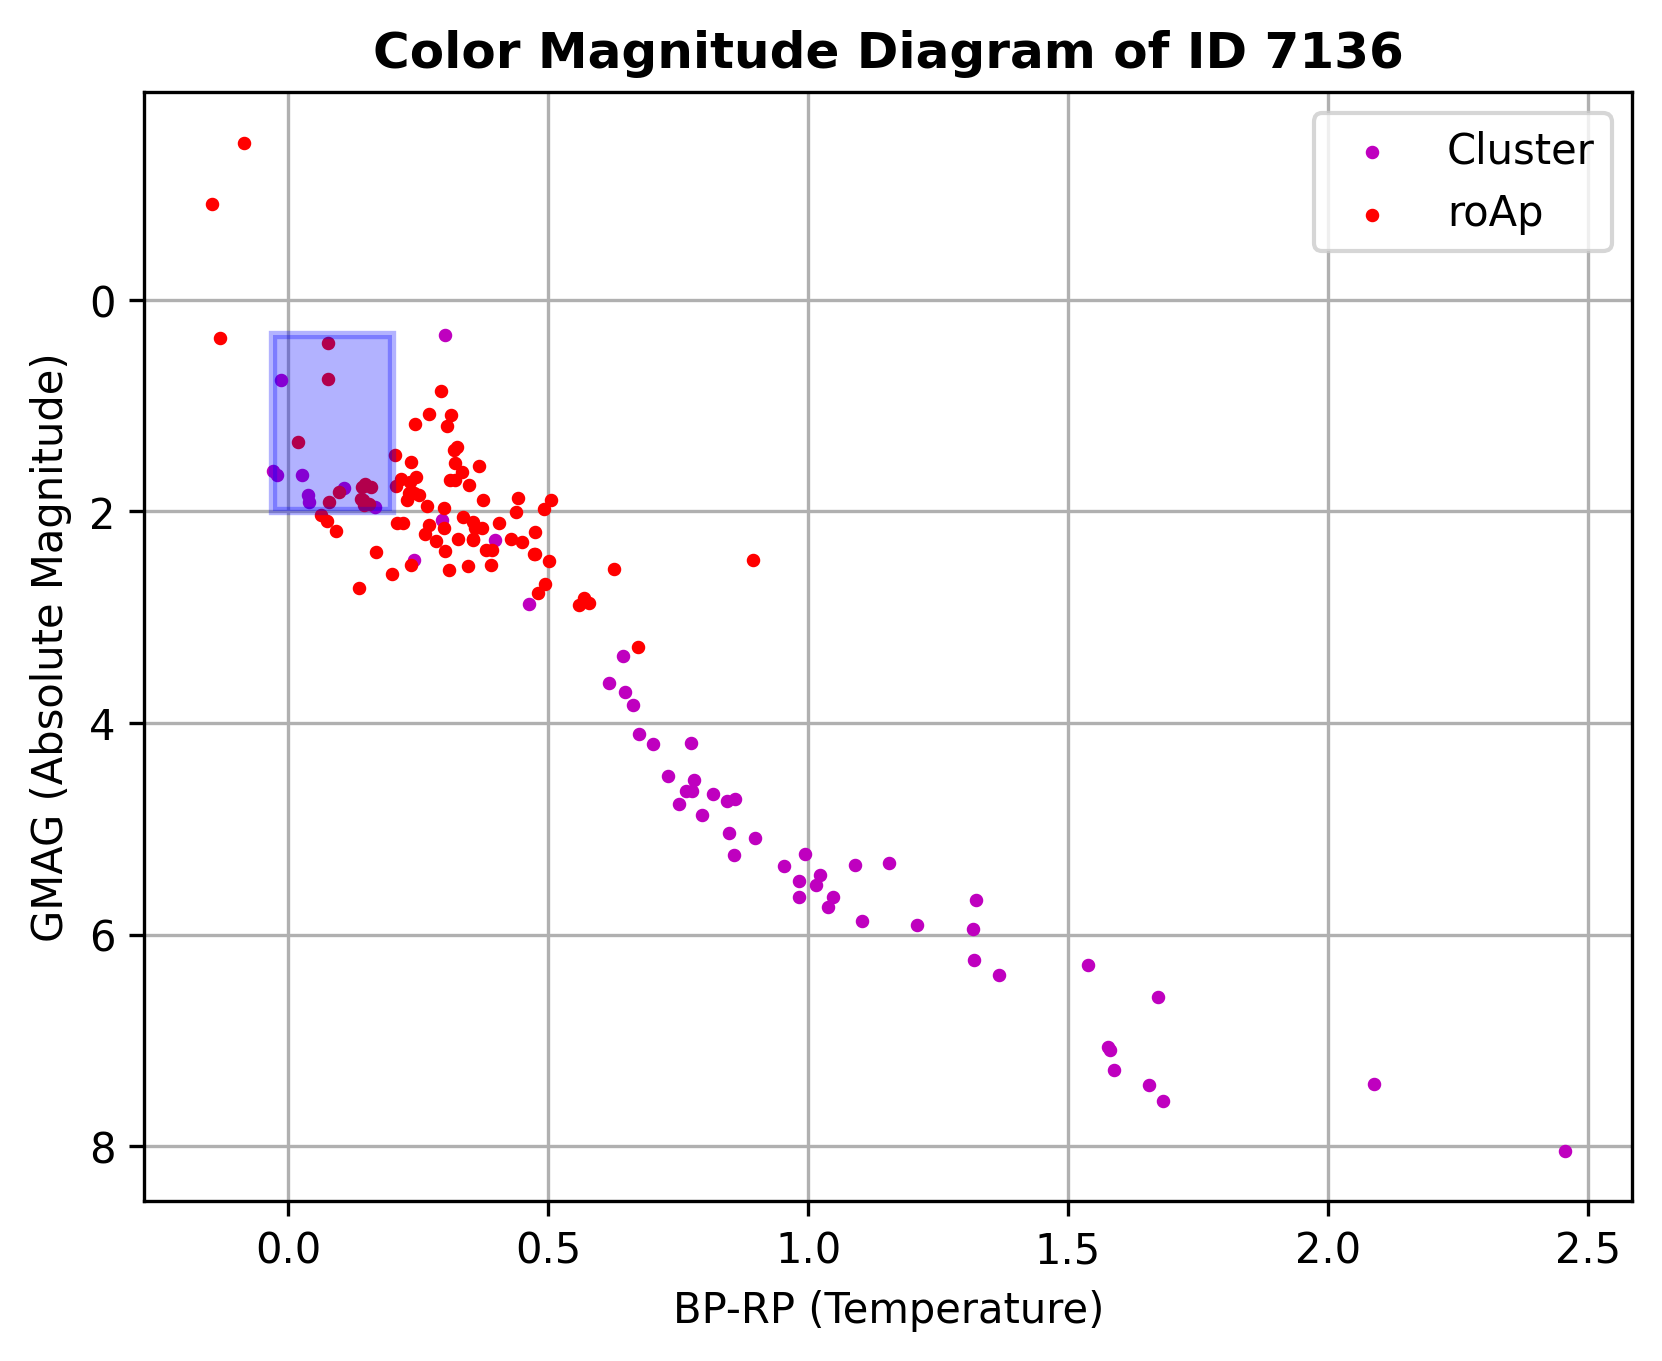 Color Magnitude Diagram of ID 7136
Cluster
roAp
GMAG (Absolute Magnitude)
0
2
4
6
8
0.0 0.5 1.0 1.5 2.0 2.5
BP-RP (Temperature)